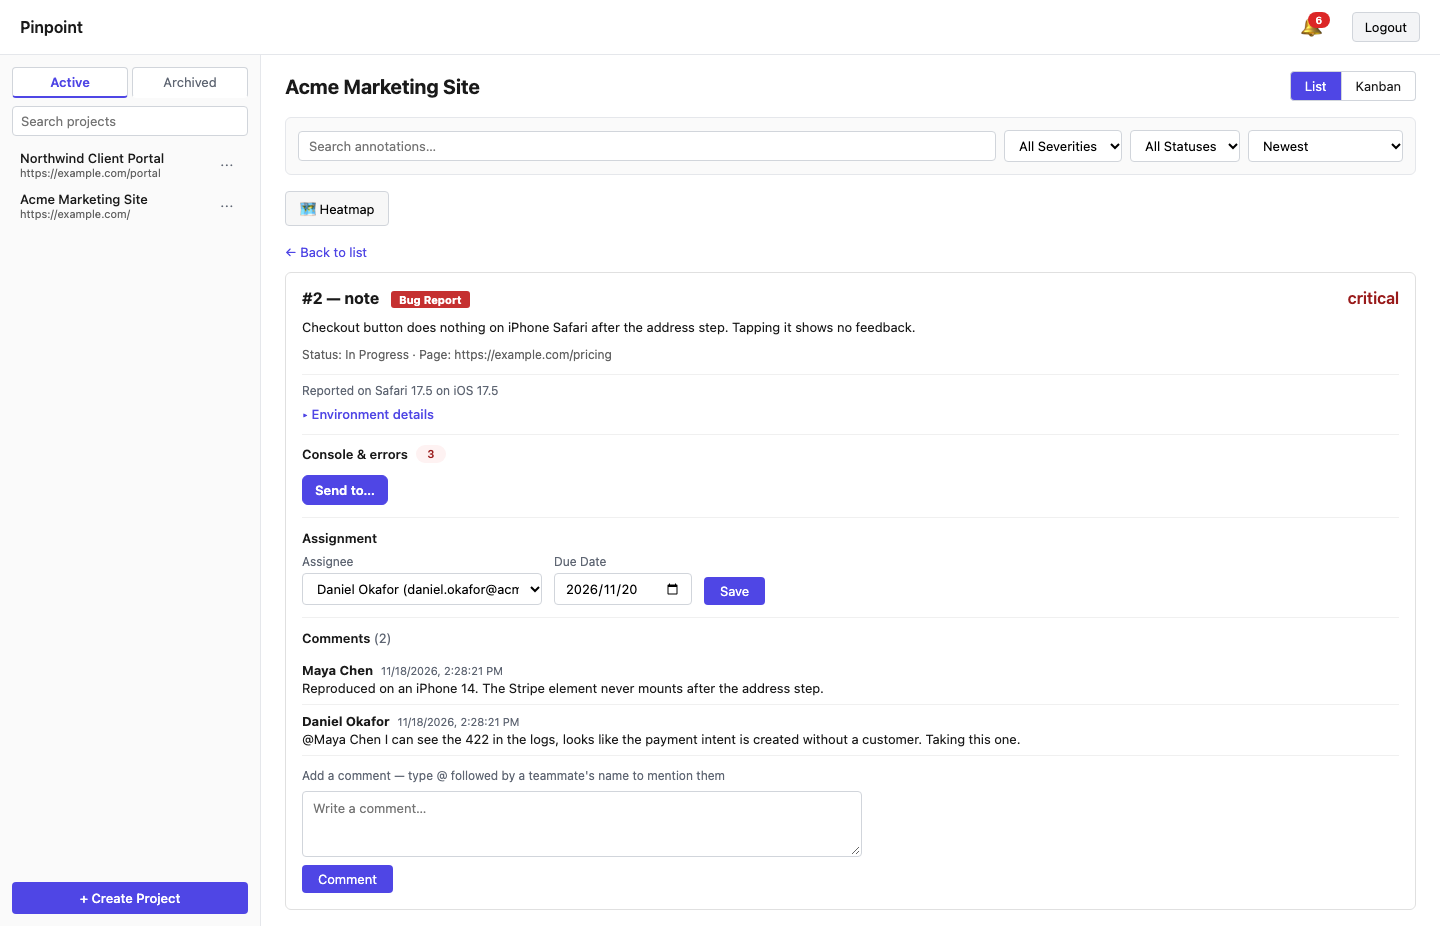 Pinpoint
6
Logout
Active
Archived
Search projects
Northwind Client Portal
https://example.com/portal
...
Acme Marketing Site
https://example.com/
...
+ Create Project
Acme Marketing Site
List
Kanban
Search annotations...
All Severities
All Statuses
Newest
Heatmap
← Back to list
#2 — note
Bug Report
critical
Checkout button does nothing on iPhone Safari after the address step. Tapping it shows no feedback.
Status: In Progress · Page: https://example.com/pricing
Reported on Safari 17.5 on iOS 17.5
▸ Environment details
Console & errors
3
Send to...
Assignment
Assignee
Due Date
Daniel Okafor (daniel.okafor@acm
2026/11/20
Save
Comments (2)
Maya Chen 11/18/2026, 2:28:21 PM
Reproduced on an iPhone 14. The Stripe element never mounts after the address step.
Daniel Okafor 11/18/2026, 2:28:21 PM
@Maya Chen I can see the 422 in the logs, looks like the payment intent is created without a customer. Taking this one.
Add a comment — type @ followed by a teammate's name to mention them
Write a comment...
Comment